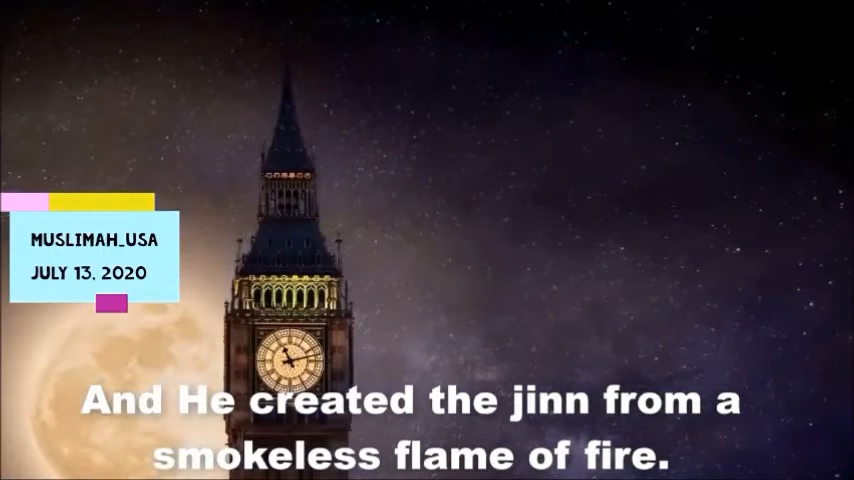 MUSLIMAH_USA
JULY 13, 2020
And He created the jinn from a
smokeless flame of fire.